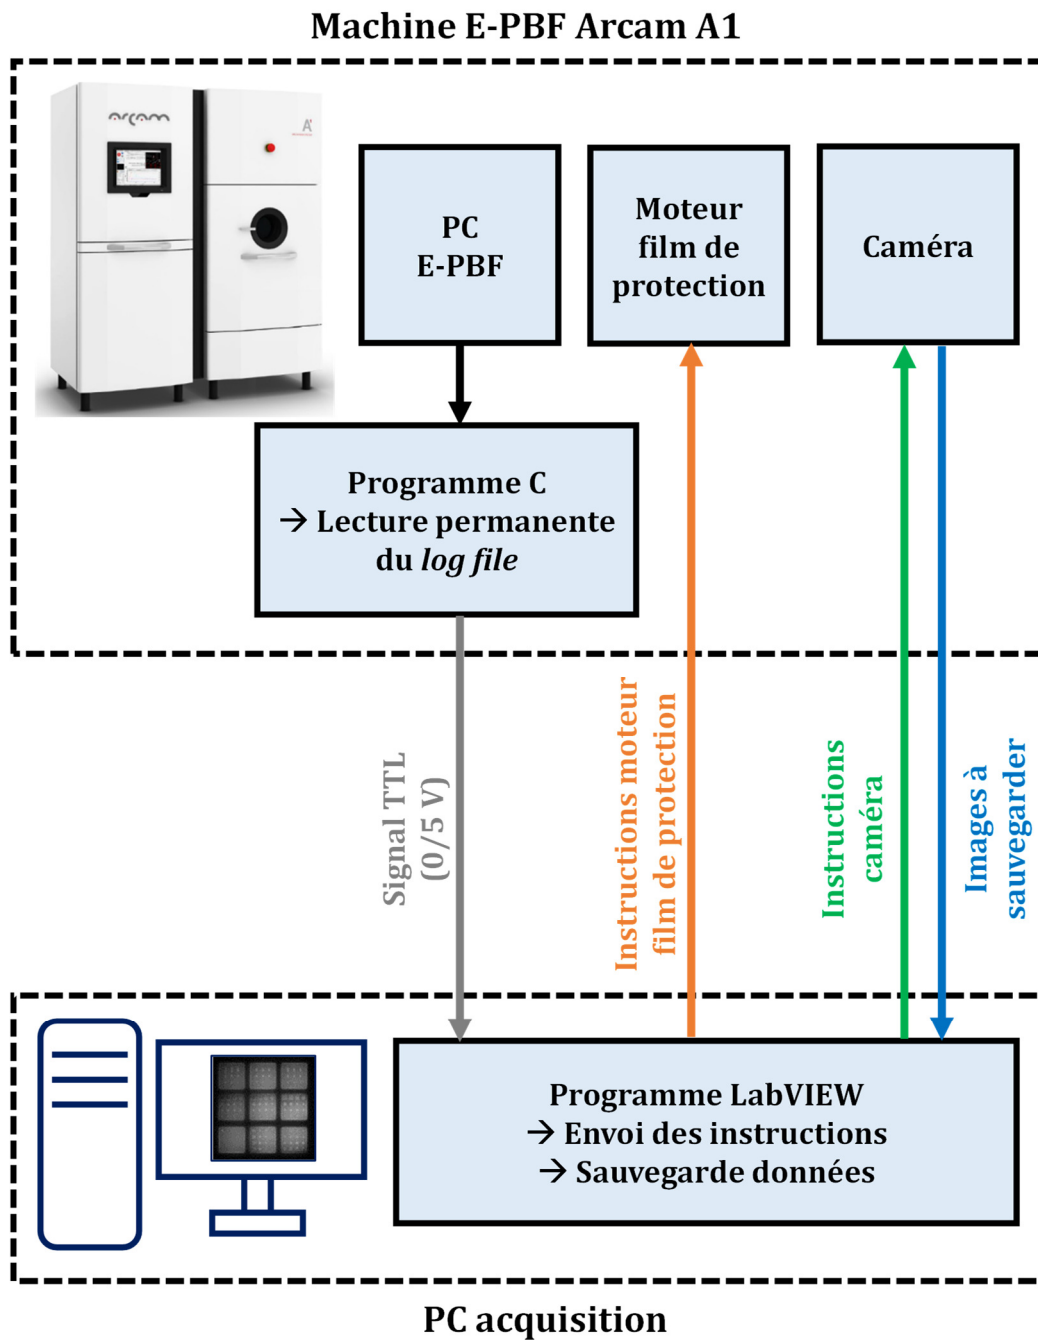 Machine E-PBF Arcam A1
arcam
A
PC
E-PBF
Moteur
film de
protection
Caméra
Programme C
→ Lecture permanente
du log file
Signal TTL
(0/5 V)
Instructions moteur
film de protection
Instructions
caméra
Images à
sauvegarder
Programme LabVIEW
→ Envoi des instructions
→ Sauvegarde données
PC acquisition